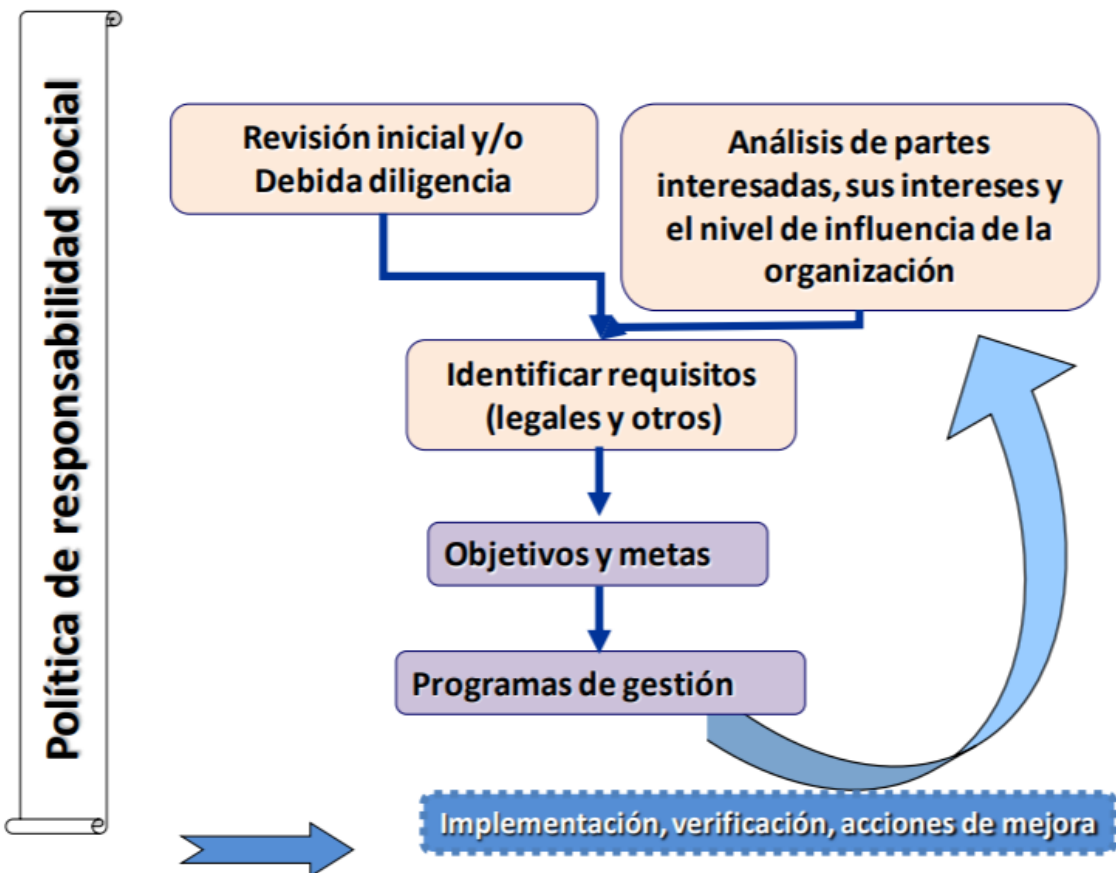 Política de responsabilidad social
Revisión inicial y/o
Debida diligencia
Análisis de partes
interesadas, sus intereses y
el nivel de influencia de la
organización
Identificar requisitos
(legales y otros)
Objetivos y metas
Programas de gestión
Implementación, verificación, acciones de mejora